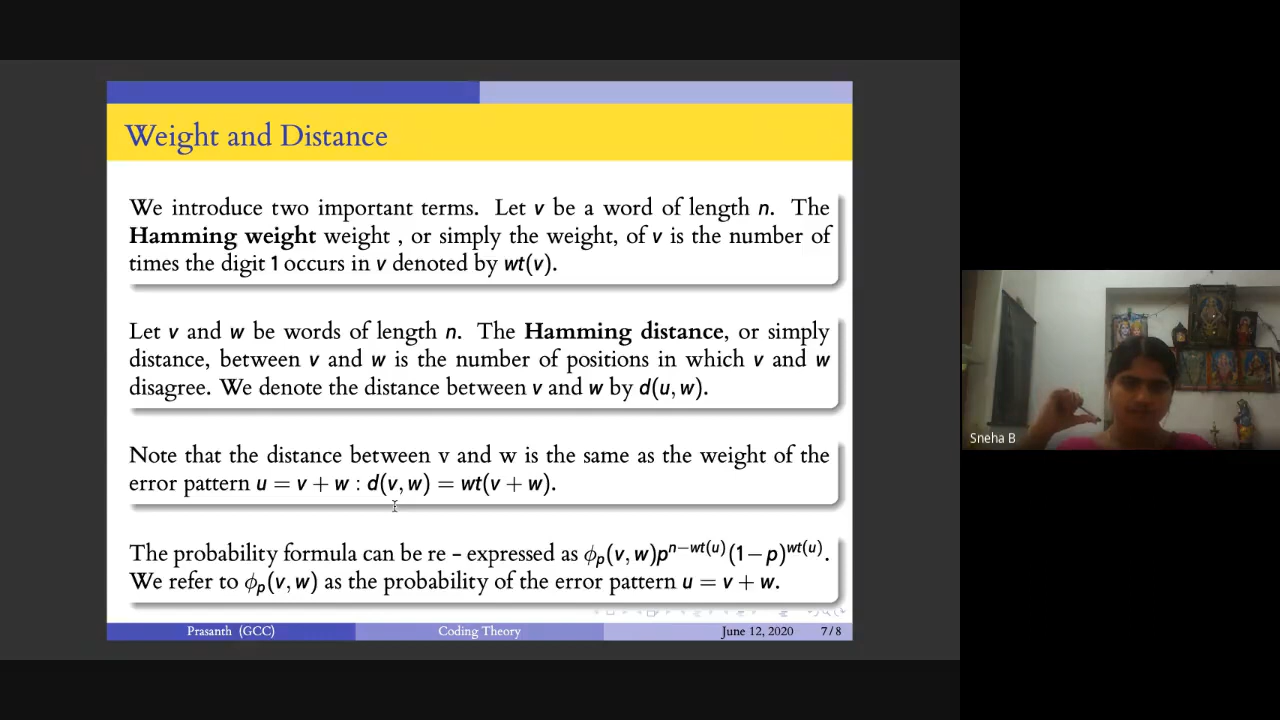 Weight and Distance
We introduce two important terms. Let v be a word of length n. The
Hamming weight weight , or simply the weight, of v is the number of
times the digit 1 occurs in v denoted by wt(v).
Let v and w be words of length n. The Hamming distance, or simply
distance, between v and w is the number of positions in which v and w
disagree. We denote the distance between v and w by d(u, w).
Note that the distance between v and w is the same as the weight of the
error pattern u = v + w : d(v, w) = wt(v + w).
The probability formula can be re – expressed as ϕₚ(v, w)p^{n−wt(u)}(1−p)^{wt(u)}.
We refer to ϕₚ(v, w) as the probability of the error pattern u = v + w.
Prasanth (GCC) Coding Theory June 12, 2020 7 / 8
Sneha B